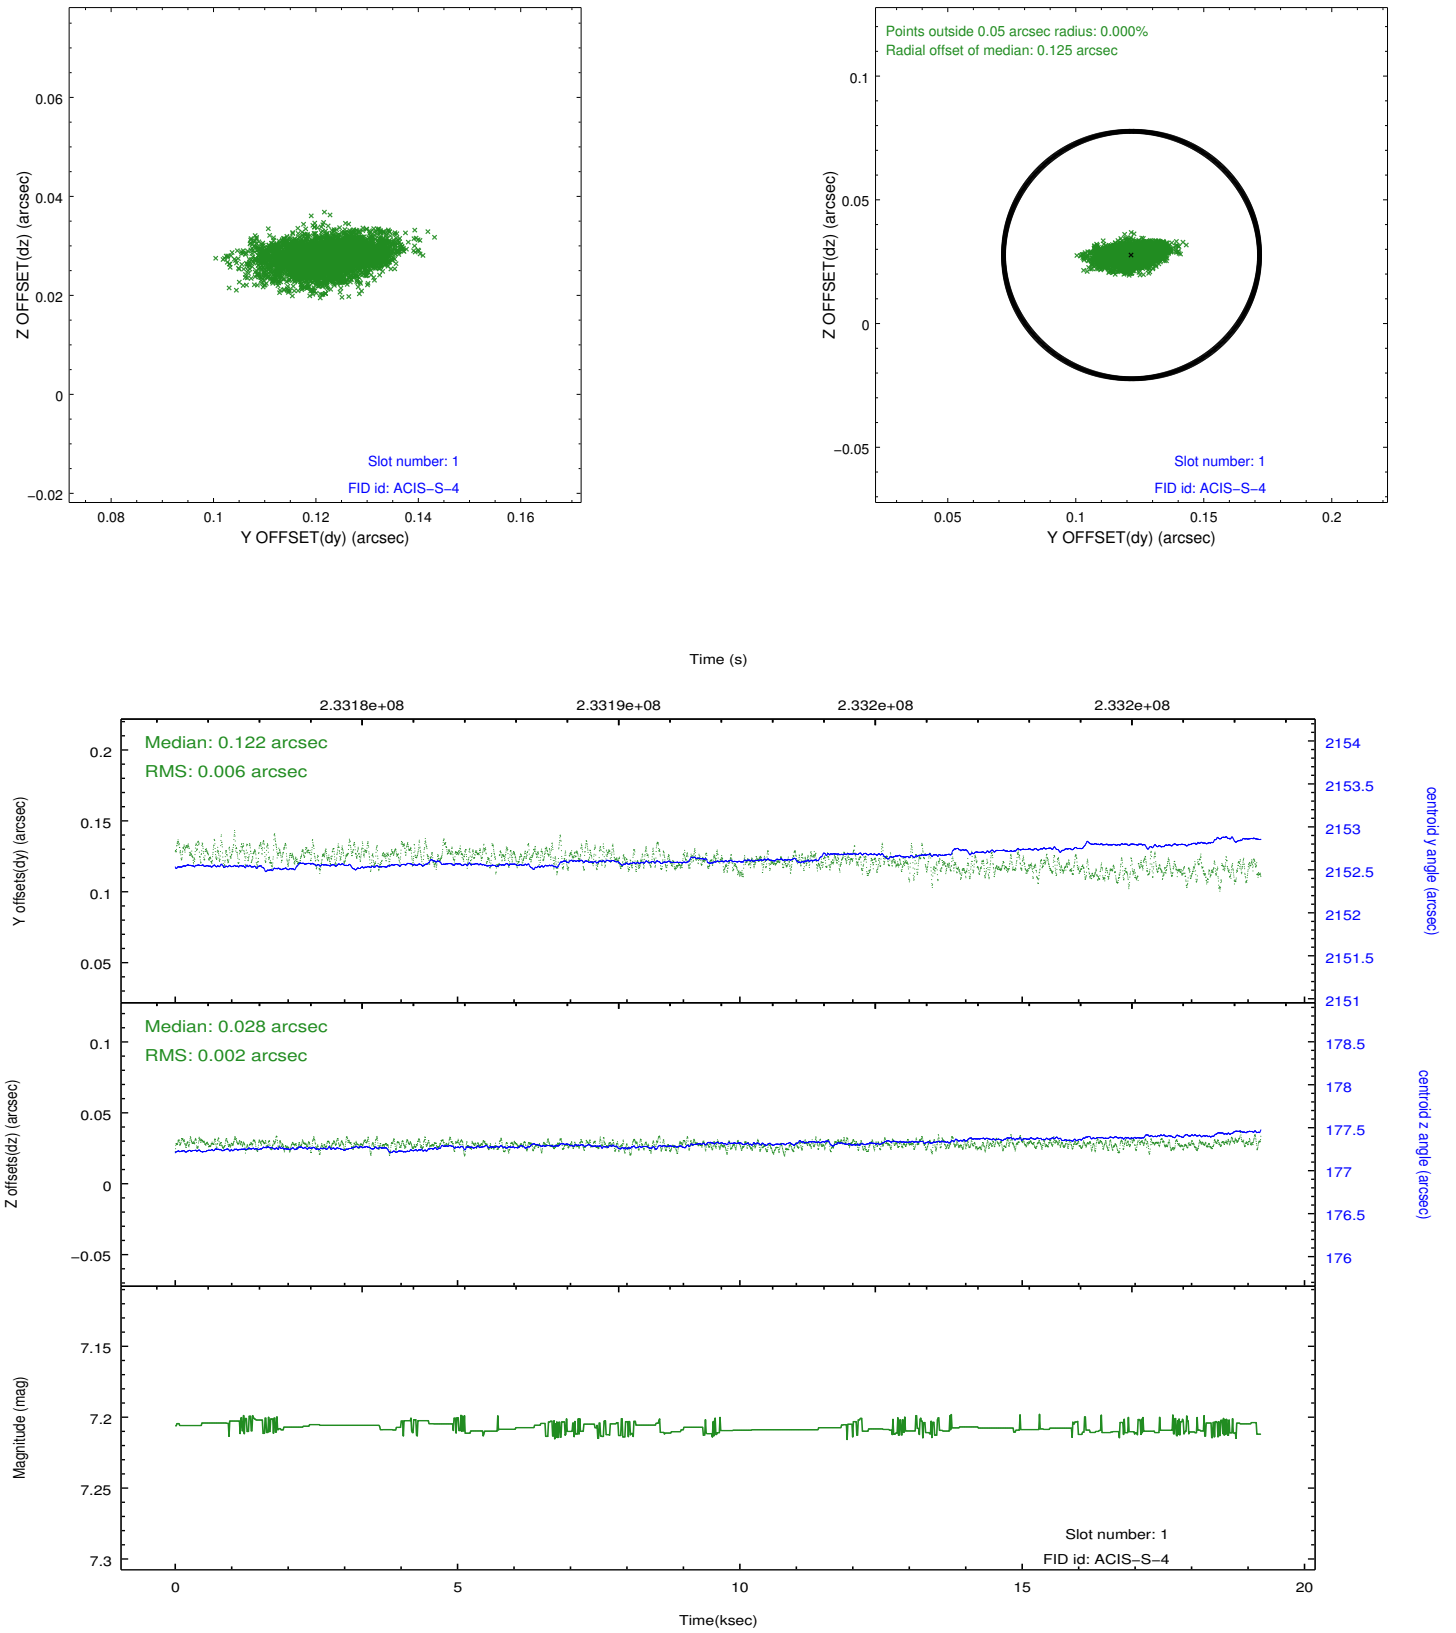 0.06
0.04
0.02
0
−0.02
Z OFFSET(dz) (arcsec)
Slot number: 1
FID id: ACIS−S−4
0.08
0.1
0.12
0.14
0.16
Y OFFSET(dy) (arcsec)
Points outside 0.05 arcsec radius: 0.000%
Radial offset of median: 0.125 arcsec
0.1
0.05
0
−0.05
Z OFFSET(dz) (arcsec)
Slot number: 1
FID id: ACIS−S−4
0.05
0.1
0.15
0.2
Y OFFSET(dy) (arcsec)
Time (s)
2.3318e+08
2.3319e+08
2.332e+08
2.332e+08
Median: 0.122 arcsec
RMS: 0.006 arcsec
0.2
0.15
0.1
0.05
Y offsets(dy) (arcsec)
2154
2153.5
2153
2152.5
2152
2151.5
2151
centroid y angle (arcsec)
Median: 0.028 arcsec
RMS: 0.002 arcsec
0.1
0.05
0
−0.05
Z offsets(dz) (arcsec)
178.5
178
177.5
177
176.5
176
centroid z angle (arcsec)
7.15
7.2
7.25
7.3
Magnitude (mag)
Slot number: 1
FID id: ACIS−S−4
0
5
10
15
20
Time(ksec)